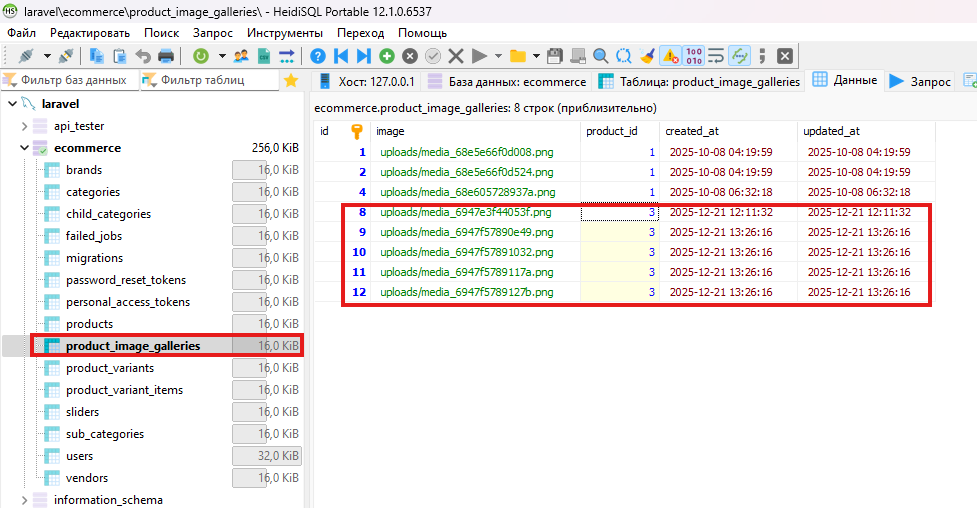 laravel\ecommerce\product_image_galleries\ - HeidiSQL Portable 12.1.0.6537
Файл Редактировать Поиск Инструменты Переход Помощь
Фильтр баз данных Фильтр таблиц
Хост: 127.0.0.1 База данных: ecommerce Таблица: product_image_galleries Данные Запрос
laravel
api_tester
ecommerce 256,0 KiB
brands 16,0 KiB
categories 16,0 KiB
child_categories 16,0 KiB
failed_jobs 16,0 KiB
migrations 16,0 KiB
password_reset_tokens 16,0 KiB
personal_access_tokens 16,0 KiB
products 16,0 KiB
product_image_galleries 16,0 KiB
product_variants 16,0 KiB
product_variant_items 16,0 KiB
sliders 16,0 KiB
sub_categories 16,0 KiB
users 32,0 KiB
vendors 16,0 KiB
information_schema
ecommerce.product_image_galleries: 8 строк (приблизительно)
id image product_id created_at updated_at
1 uploads/media_68e5e66f0d008.png 1 2025-10-08 04:19:59 2025-10-08 04:19:59
2 uploads/media_68e5e66f0d524.png 1 2025-10-08 04:19:59 2025-10-08 04:19:59
4 uploads/media_68e605728937a.png 1 2025-10-08 06:32:18 2025-10-08 06:32:18
8 uploads/media_6947e3f44053f.png 3 2025-12-21 12:11:32 2025-12-21 12:11:32
9 uploads/media_6947f57890e49.png 3 2025-12-21 13:26:16 2025-12-21 13:26:16
10 uploads/media_6947f57891032.png 3 2025-12-21 13:26:16 2025-12-21 13:26:16
11 uploads/media_6947f5789117a.png 3 2025-12-21 13:26:16 2025-12-21 13:26:16
12 uploads/media_6947f5789127b.png 3 2025-12-21 13:26:16 2025-12-21 13:26:16